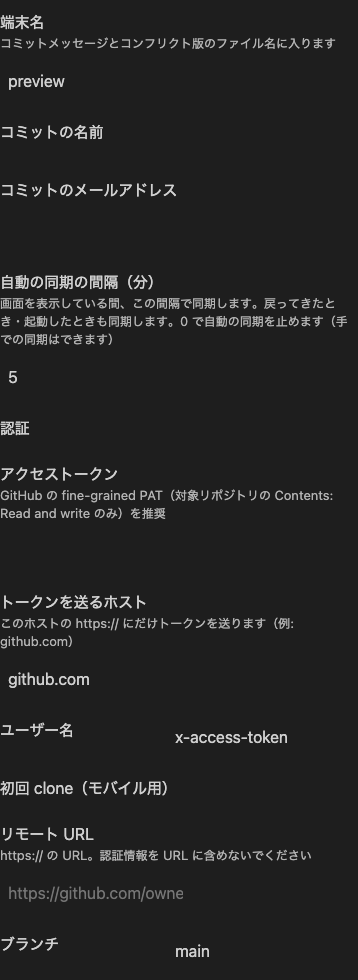 端末名
コミットメッセージとコンフリクト版のファイル名に入ります
preview
コミットの名前
コミットのメールアドレス
自動の同期の間隔（分）
画面を表示している間、この間隔で同期します。戻ってきたと
き・起動したときも同期します。0 で自動の同期を止めます（手
での同期はできます）
5
認証
アクセストークン
GitHub の fine-grained PAT（対象リポジトリの Contents:
Read and write のみ）を推奨
トークンを送るホスト
このホストの https:// にだけトークンを送ります（例:
github.com）
github.com
ユーザー名
x-access-token
初回 clone（モバイル用）
リモート URL
https:// の URL。認証情報を URL に含めないでください
https://github.com/owne
ブランチ
main